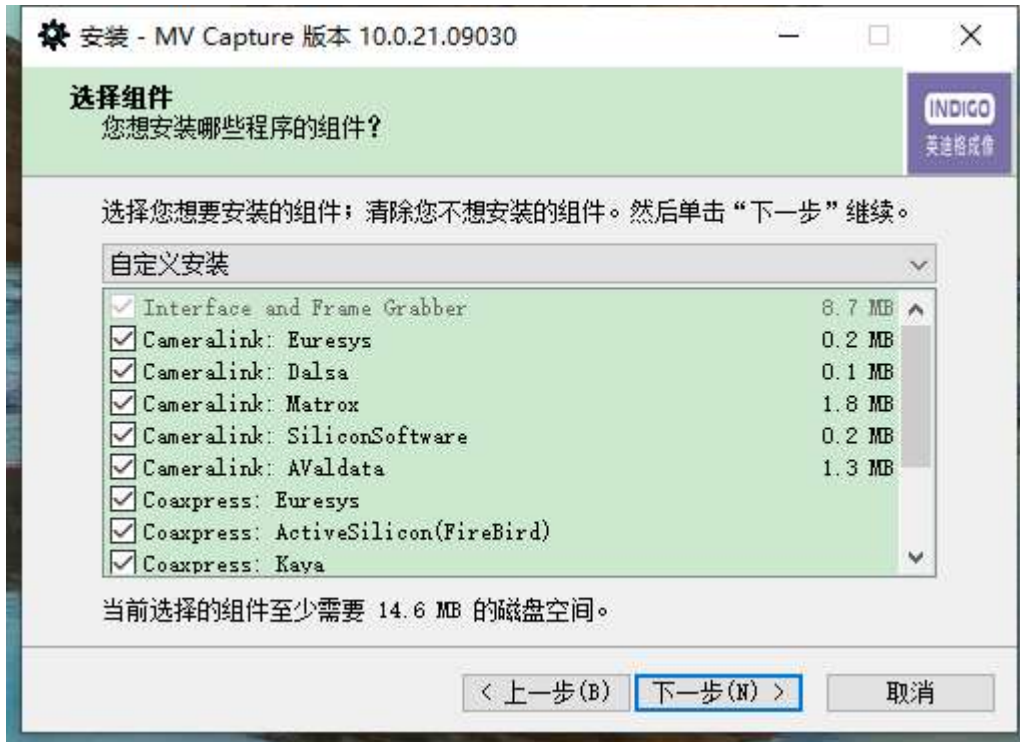 安装 - MV Capture 版本 10.0.21.09030
选择组件
您想安装哪些程序的组件?
INDIGO
英迪格成像
选择您想要安装的组件；清除您不想安装的组件。然后单击“下一步”继续。
自定义安装
Interface and Frame Grabber 8.7 MB
Cameralink: Euresys 0.2 MB
Cameralink: Dalsa 0.1 MB
Cameralink: Matrox 1.8 MB
Cameralink: SiliconSoftware 0.2 MB
Cameralink: AValdata 1.3 MB
Coaxpress: Euresys
Coaxpress: ActiveSilicon(FireBird)
Coaxpress: Kaya
当前选择的组件至少需要 14.6 MB 的磁盘空间。
< 上一步(B) 下一步(N) > 取消